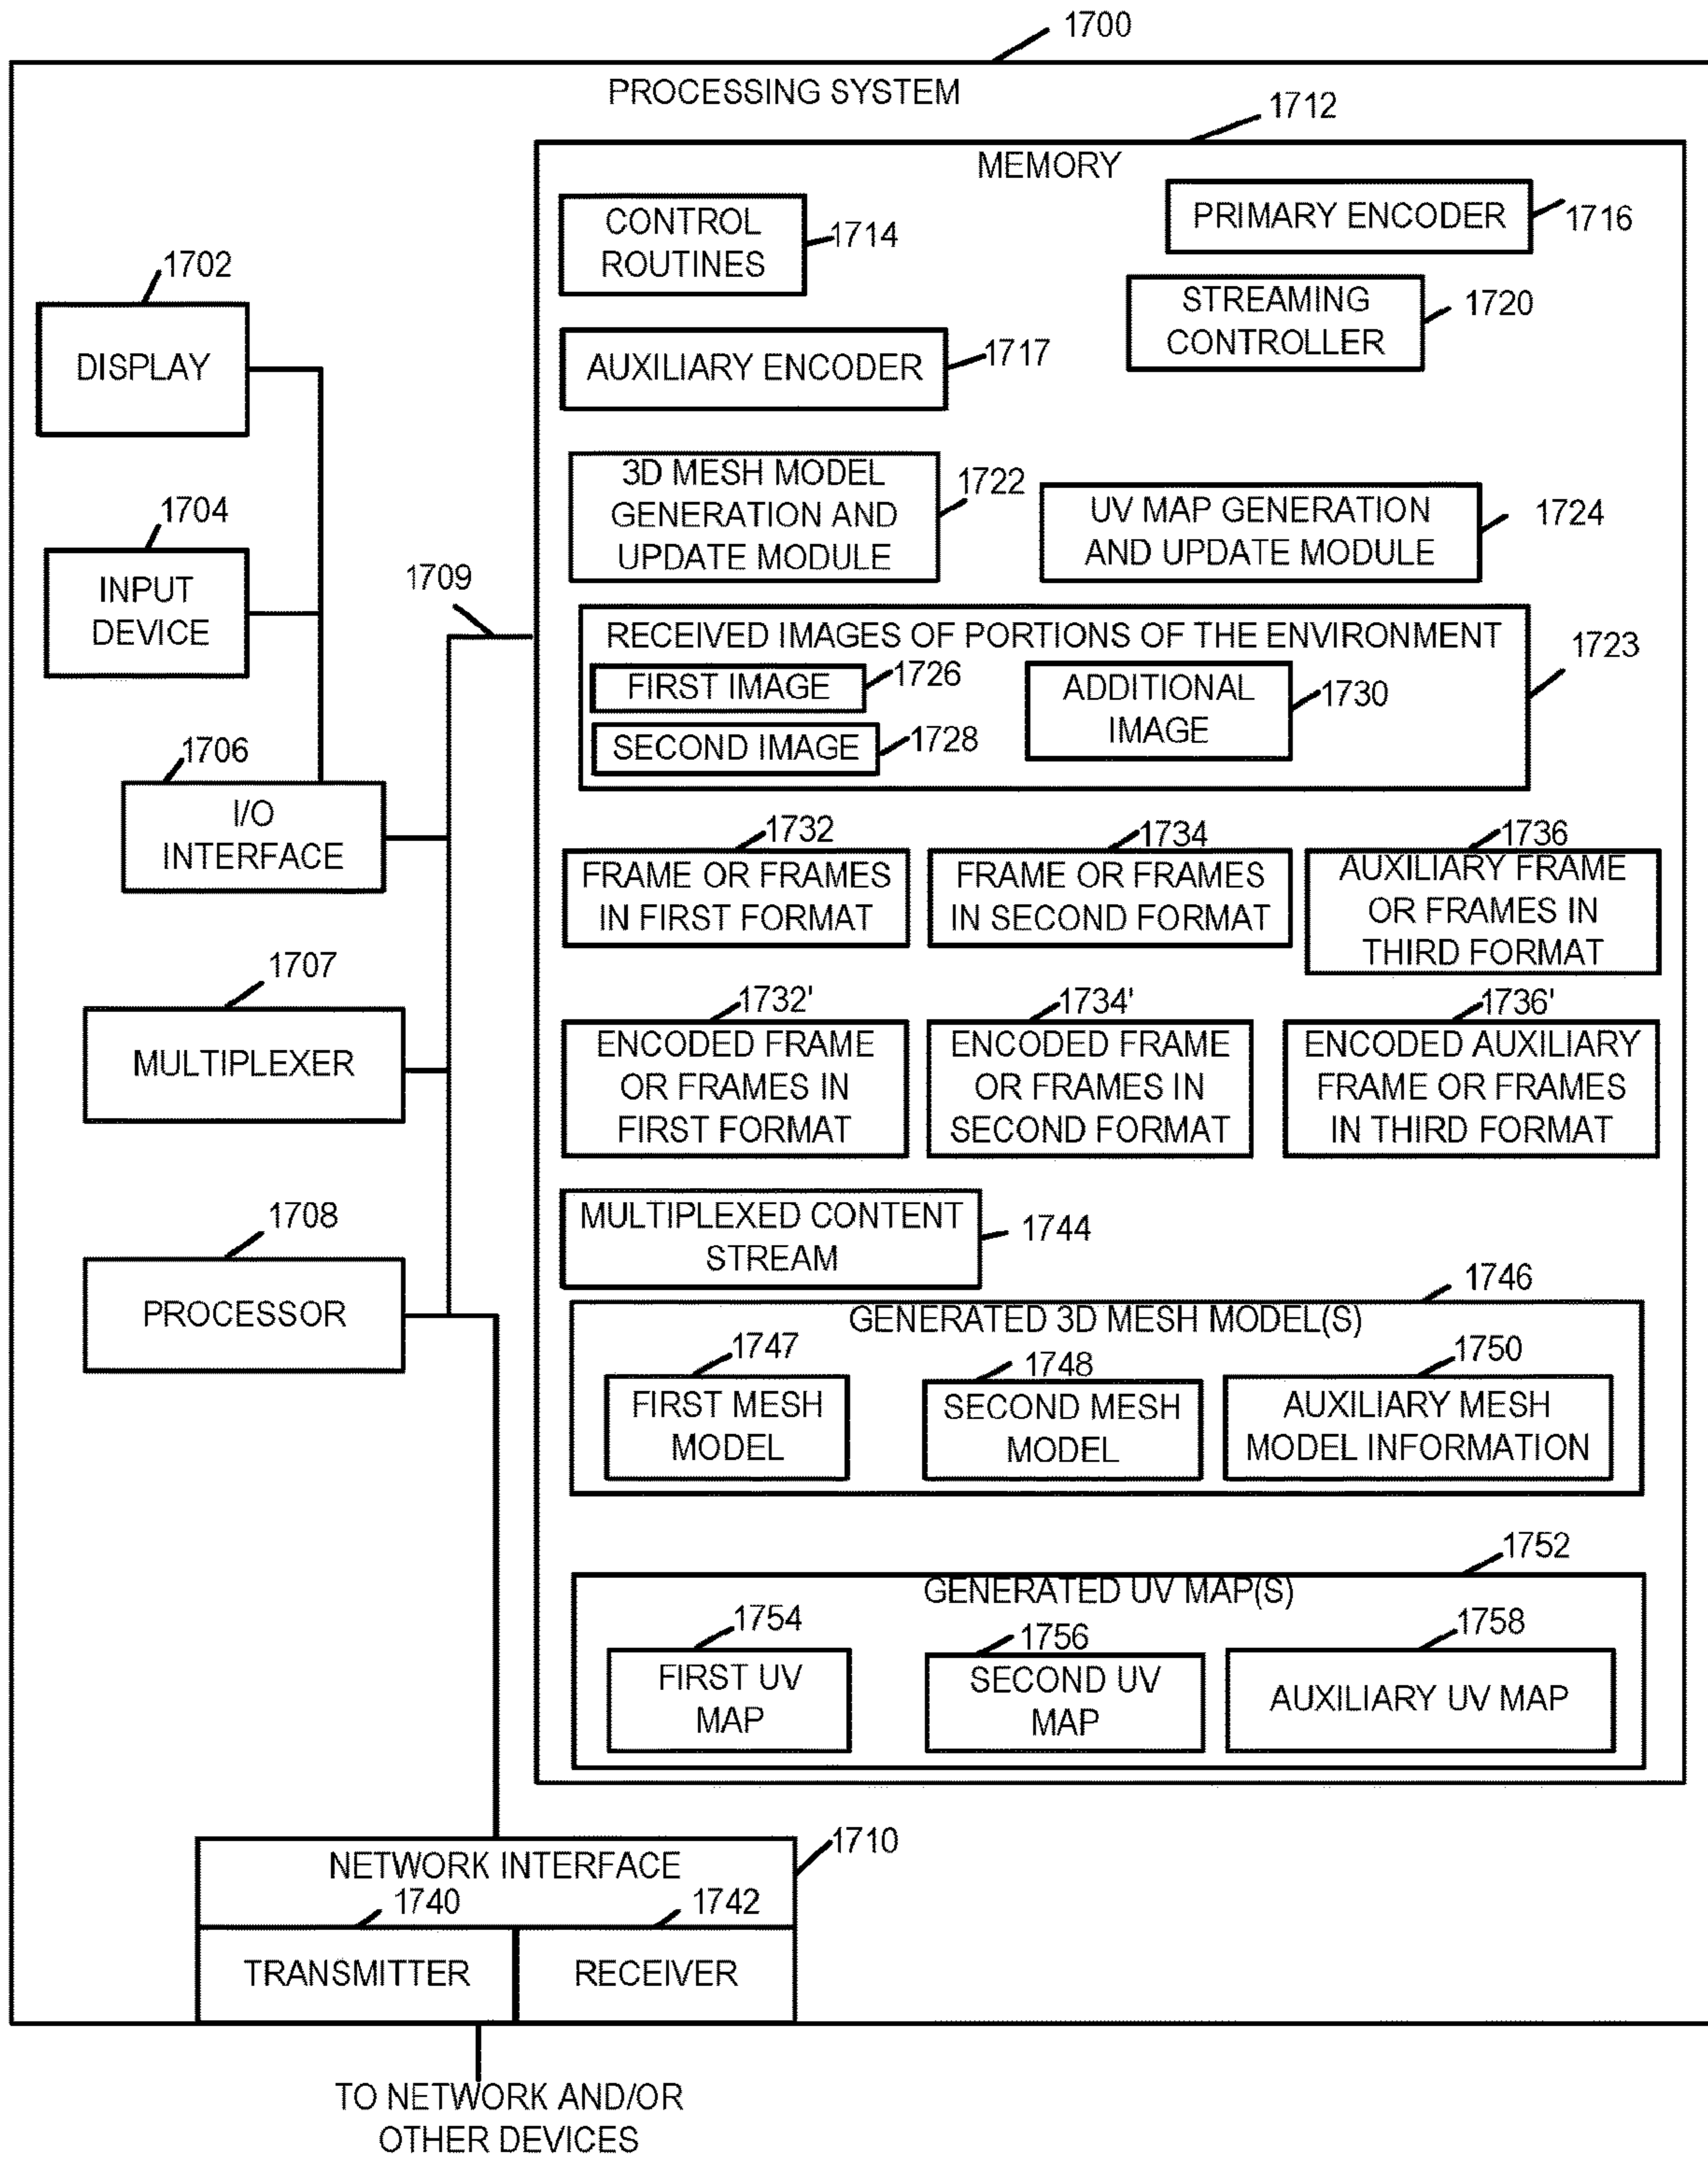 1700
PROCESSING SYSTEM
1712
MEMORY
CONTROL
ROUTINES
1714
PRIMARY ENCODER
1716
STREAMING
CONTROLLER
1720
AUXILIARY ENCODER
1717
1702
DISPLAY
3D MESH MODEL
GENERATION AND
UPDATE MODULE
1722
UV MAP GENERATION
AND UPDATE MODULE
1724
1704
INPUT
DEVICE
1709
RECEIVED IMAGES OF PORTIONS OF THE ENVIRONMENT
1723
FIRST IMAGE
1726
SECOND IMAGE
1728
ADDITIONAL
IMAGE
1730
1706
I/O
INTERFACE
1732
FRAME OR FRAMES
IN FIRST FORMAT
1734
FRAME OR FRAMES
IN SECOND FORMAT
1736
AUXILIARY FRAME
OR FRAMES IN
THIRD FORMAT
1707
MULTIPLEXER
1732'
ENCODED FRAME
OR FRAMES IN
FIRST FORMAT
1734'
ENCODED FRAME
OR FRAMES IN
SECOND FORMAT
1736'
ENCODED AUXILIARY
FRAME OR FRAMES
IN THIRD FORMAT
1708
PROCESSOR
MULTIPLEXED CONTENT
STREAM
1744
1746
GENERATED 3D MESH MODEL(S)
1747
FIRST MESH
MODEL
1748
SECOND MESH
MODEL
1750
AUXILIARY MESH
MODEL INFORMATION
1752
GENERATED UV MAP(S)
1754
FIRST UV
MAP
1756
SECOND UV
MAP
1758
AUXILIARY UV MAP
1710
NETWORK INTERFACE
1740
1742
TRANSMITTER
RECEIVER
TO NETWORK AND/OR
OTHER DEVICES